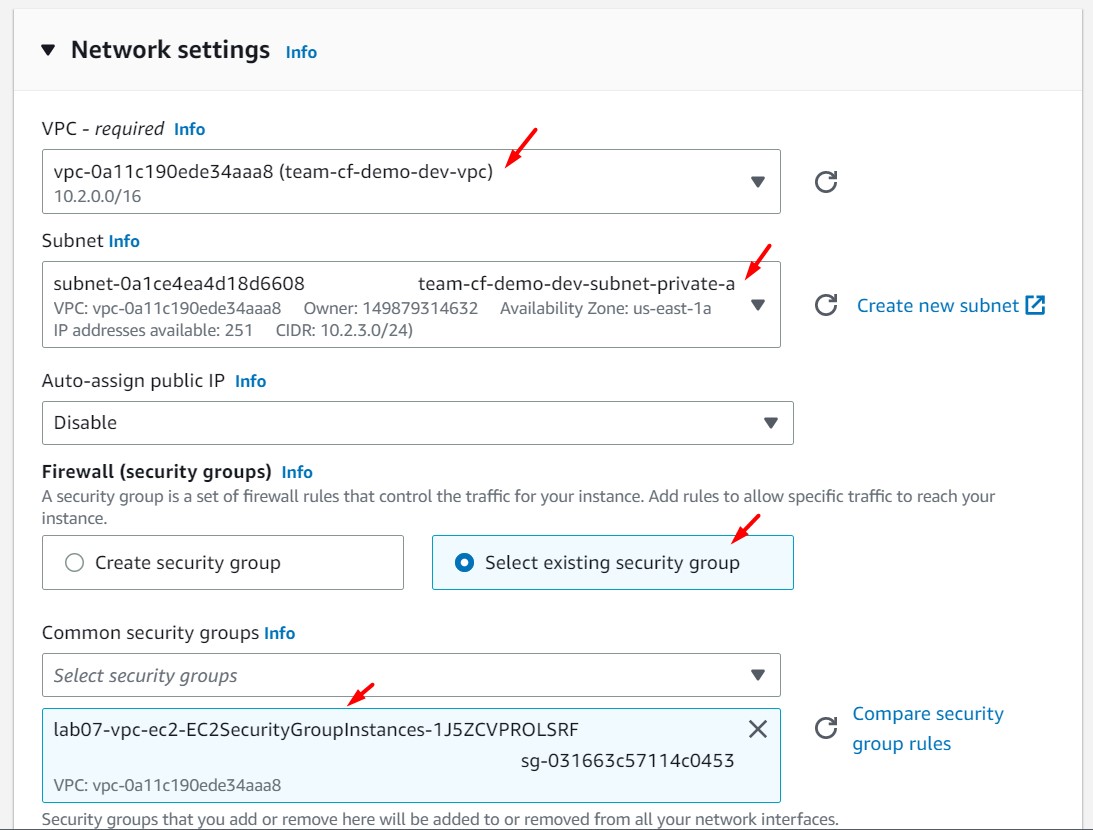 Network settings Info
VPC - required Info
vpc-0a11c190ede34aaa8 (team-cf-demo-dev-vpc)
10.2.0.0/16
Subnet Info
subnet-0a1ce4ea4d18d6608 team-cf-demo-dev-subnet-private-a
VPC: vpc-0a11c190ede34aaa8 Owner: 149879314632 Availability Zone: us-east-1a
IP addresses available: 251 CIDR: 10.2.3.0/24)
Create new subnet
Auto-assign public IP Info
Disable
Firewall (security groups) Info
A security group is a set of firewall rules that control the traffic for your instance. Add rules to allow specific traffic to reach your
instance.
Create security group
Select existing security group
Common security groups Info
Select security groups
lab07-vpc-ec2-EC2SecurityGroupInstances-1J5ZCVPROLSRF
sg-031663c57114c0453
VPC: vpc-0a11c190ede34aaa8
Compare security
group rules
Security groups that you add or remove here will be added to or removed from all your network interfaces.